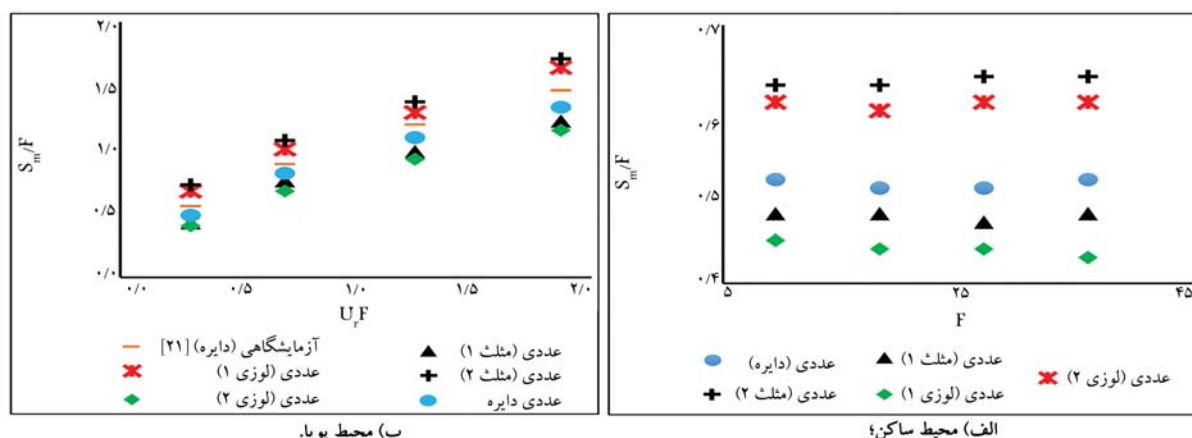 ۰/۷
۰/۶
۰/۵
۰/۴
S_m/F
۵ ۲۵ ۴۵
F
عددی (دایره)
عددی (مثلث ۱)
عددی (لوزی ۲)
عددی (مثلث ۲)
عددی (لوزی ۱)
الف) محیط ساکن؛
۲/۰
۱/۵
۱/۰
۰/۵
۰/۰
S_m/F
۰/۰ ۰/۵ ۱/۰ ۱/۵ ۲/۰
U_rF
آزمایشگاهی (دایره) [۲۱]
عددی (مثلث ۱)
عددی (لوزی ۱)
عددی (مثلث ۲)
عددی (لوزی ۲)
عددی دایره
ب) محیط پویا.